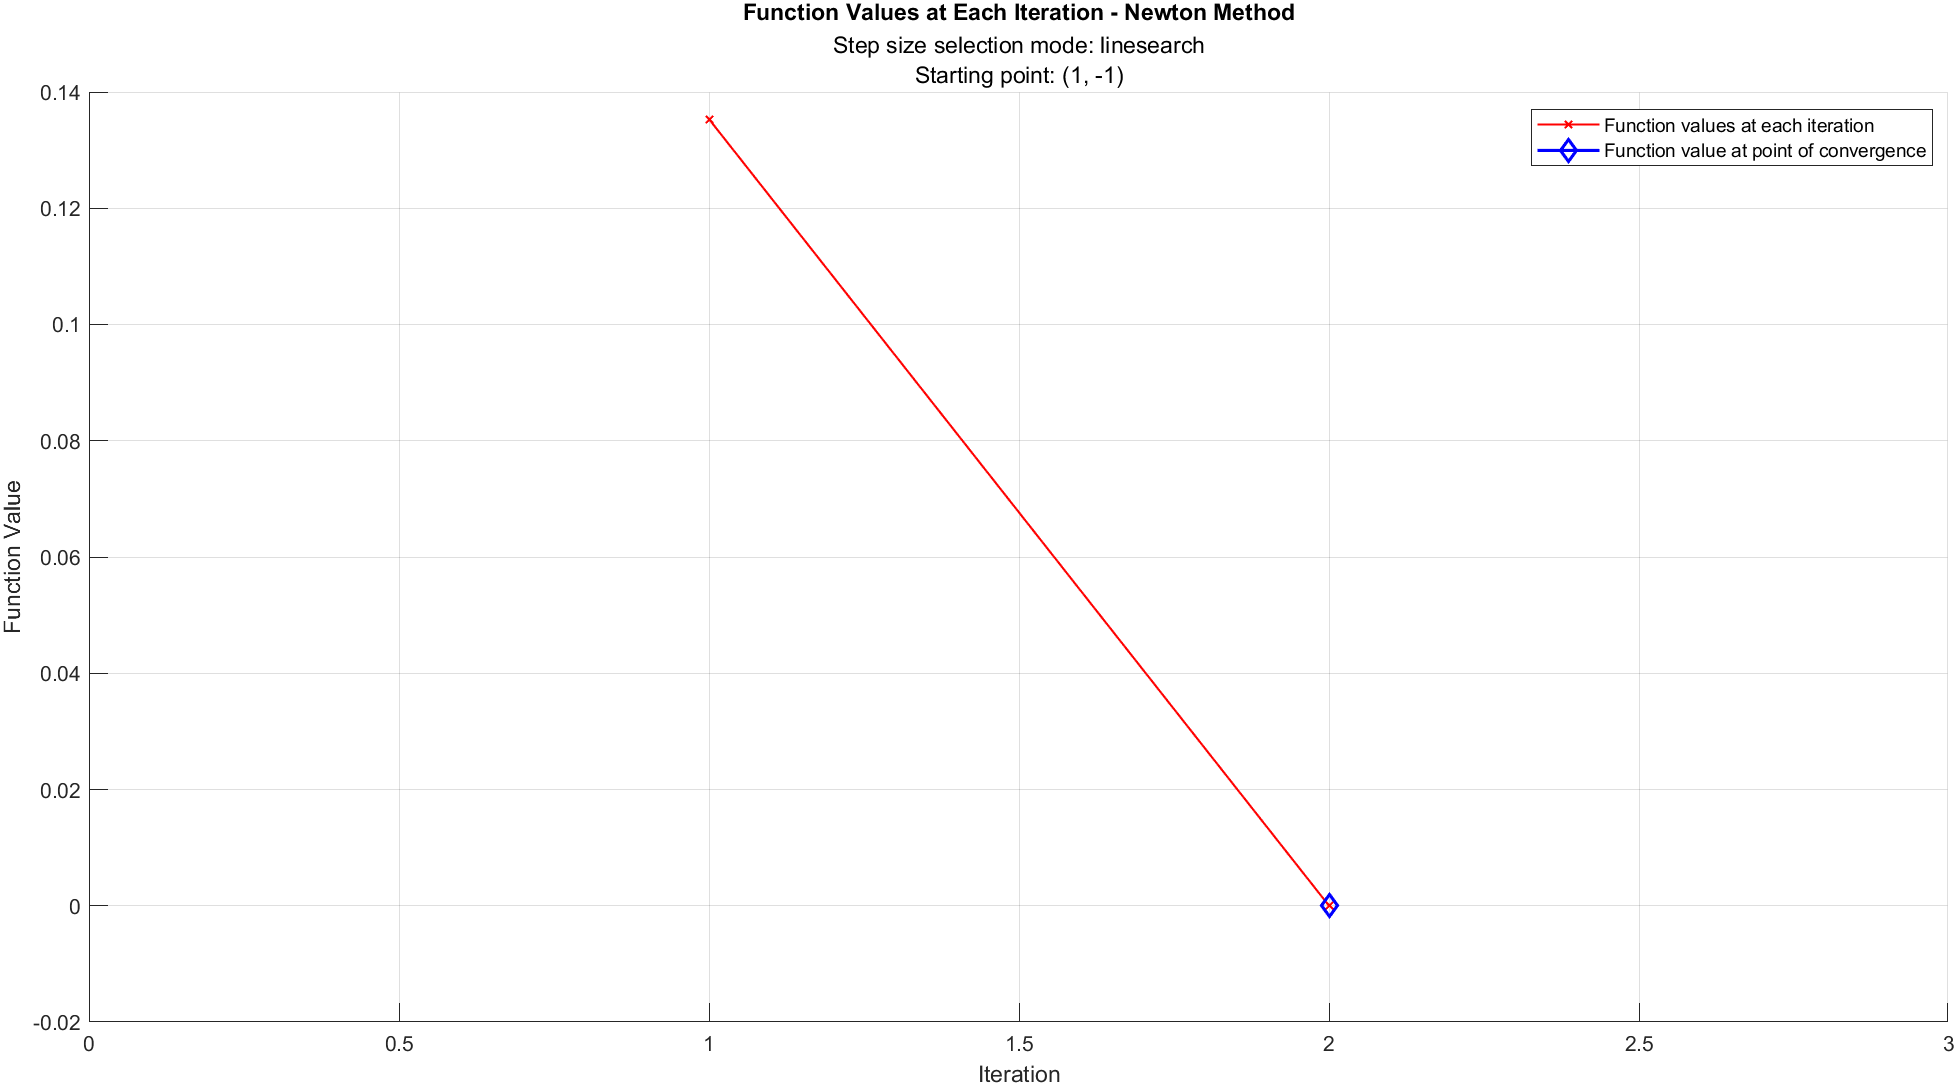 Function Values at Each Iteration - Newton Method
Step size selection mode: linesearch
Starting point: (1, -1)
Function values at each iteration
Function value at point of convergence
Function Value
0.14
0.12
0.1
0.08
0.06
0.04
0.02
0
-0.02
0 0.5 1 1.5 2 2.5 3
Iteration